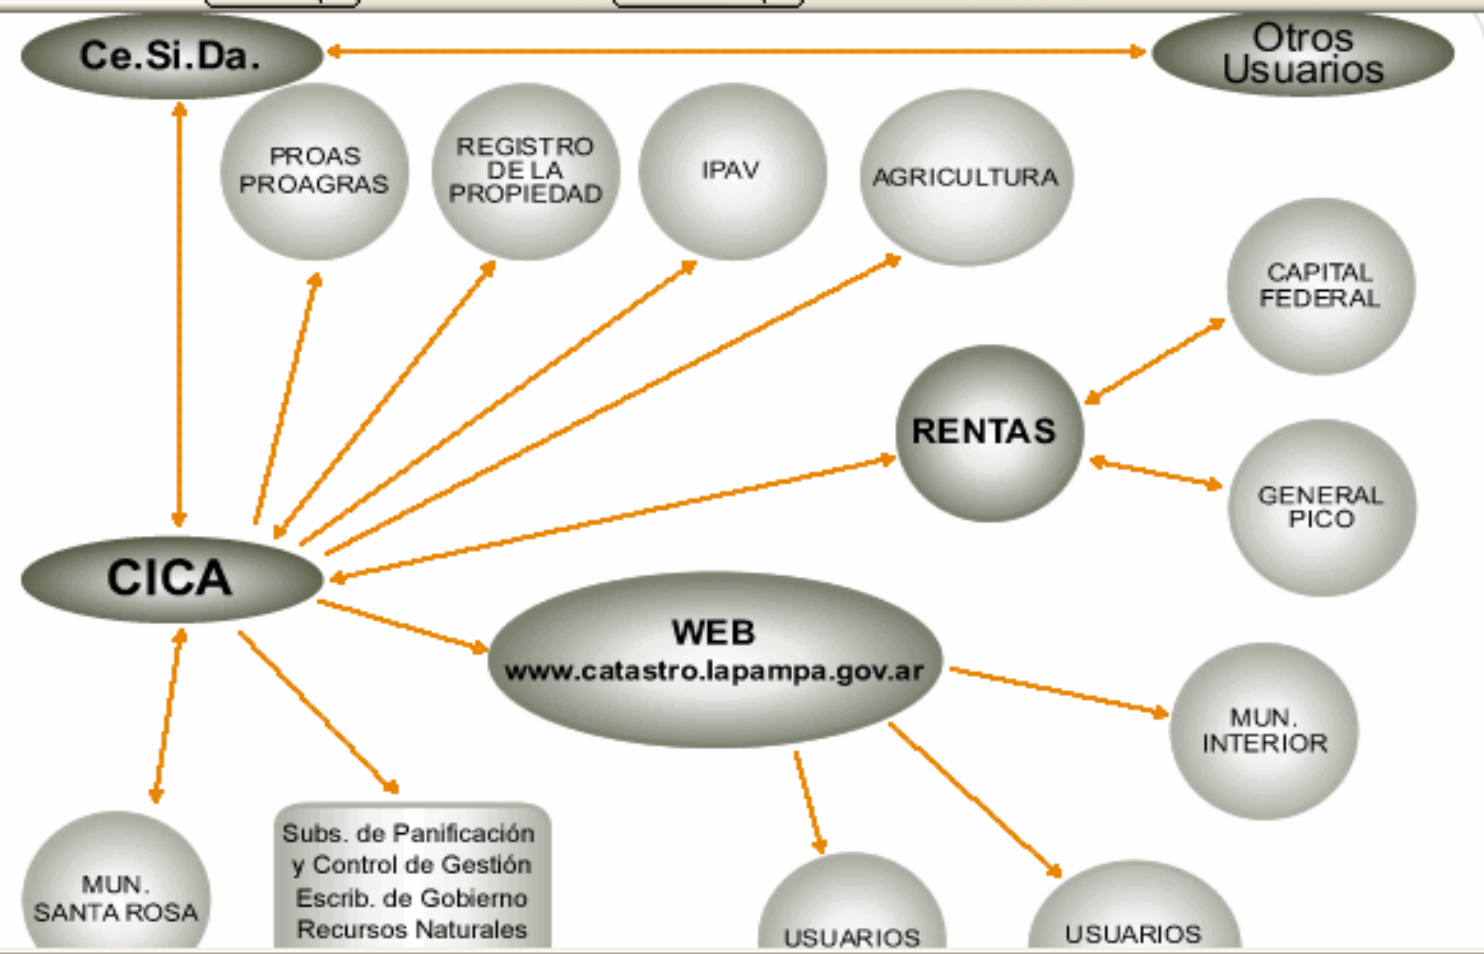 Ce.Si.Da.
Otros
Usuarios
PROAS
PROAGRAS
REGISTRO
DE LA
PROPIEDAD
IPAV
AGRICULTURA
CAPITAL
FEDERAL
RENTAS
GENERAL
PICO
CICA
WEB
www.catastro.lapampa.gov.ar
MUN.
INTERIOR
MUN.
SANTA ROSA
Subs. de Panificación
y Control de Gestión
Escrib. de Gobierno
Recursos Naturales
USUARIOS
USUARIOS